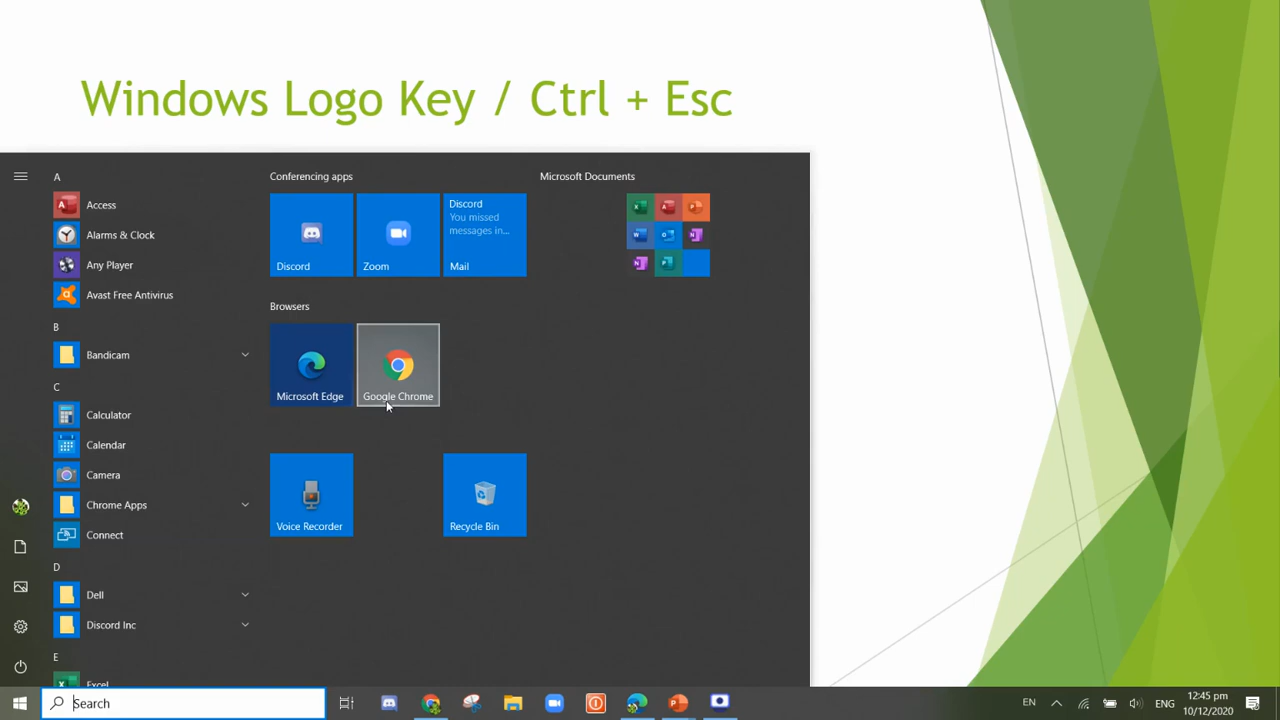 Windows Logo Key / Ctrl + Esc
A
Access
Alarms & Clock
Any Player
Avast Free Antivirus
B
Bandicam
C
Calculator
Calendar
Camera
Chrome Apps
Connect
D
Dell
Discord Inc
E
Excel
Conferencing apps
Discord
Zoom
Discord
You missed
messages in...
Mail
Browsers
Microsoft Edge
Google Chrome
Voice Recorder
Recycle Bin
Microsoft Documents
Search
EN
ENG
12:45 pm
10/12/2020